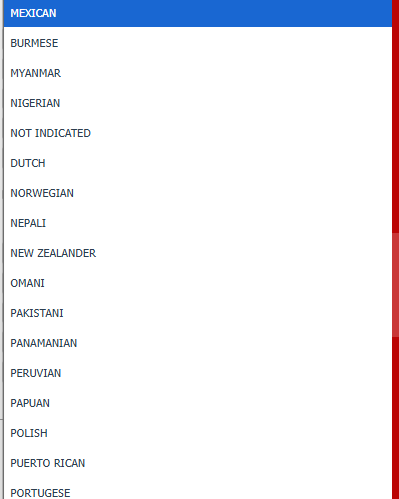 MEXICAN
BURMESE
MYANMAR
NIGERIAN
NOT INDICATED
DUTCH
NORWEGIAN
NEPALI
NEW ZEALANDER
OMANI
PAKISTANI
PANAMANIAN
PERUVIAN
PAPUAN
POLISH
PUERTO RICAN
PORTUGESE